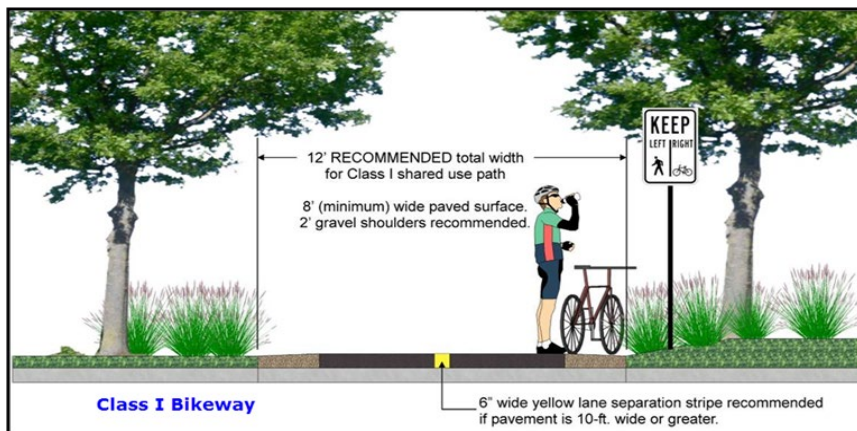 12' RECOMMENDED total width
for Class I shared use path
8' (minimum) wide paved surface.
2' gravel shoulders recommended.
KEEP
LEFT RIGHT
6" wide yellow lane separation stripe recommended
if pavement is 10-ft. wide or greater.
Class I Bikeway